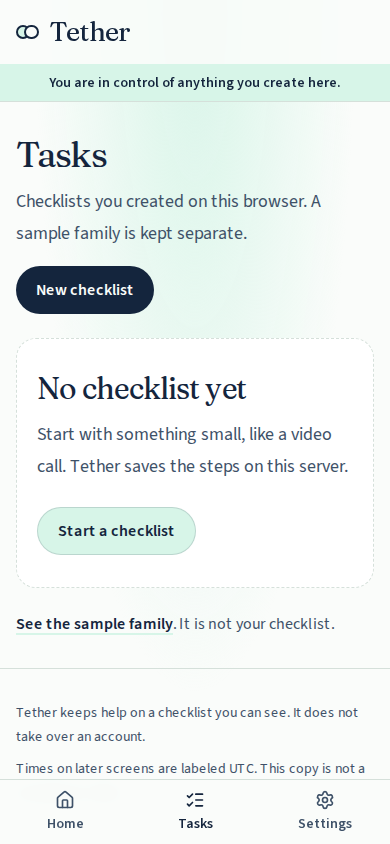 Tether
You are in control of anything you create here.
Tasks
Checklists you created on this browser. A
sample family is kept separate.
New checklist
No checklist yet
Start with something small, like a video
call. Tether saves the steps on this server.
Start a checklist
See the sample family. It is not your checklist.
Tether keeps help on a checklist you can see. It does not
take over an account.
Times on later screens are labeled UTC. This copy is not a
Home
Tasks
Settings